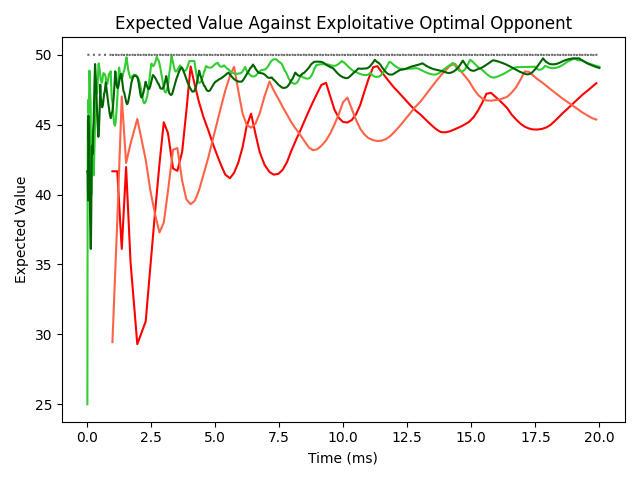 Expected Value Against Exploitative Optimal Opponent
50
45
40
35
30
25
Expected Value
0.0 2.5 5.0 7.5 10.0 12.5 15.0 17.5 20.0
Time (ms)